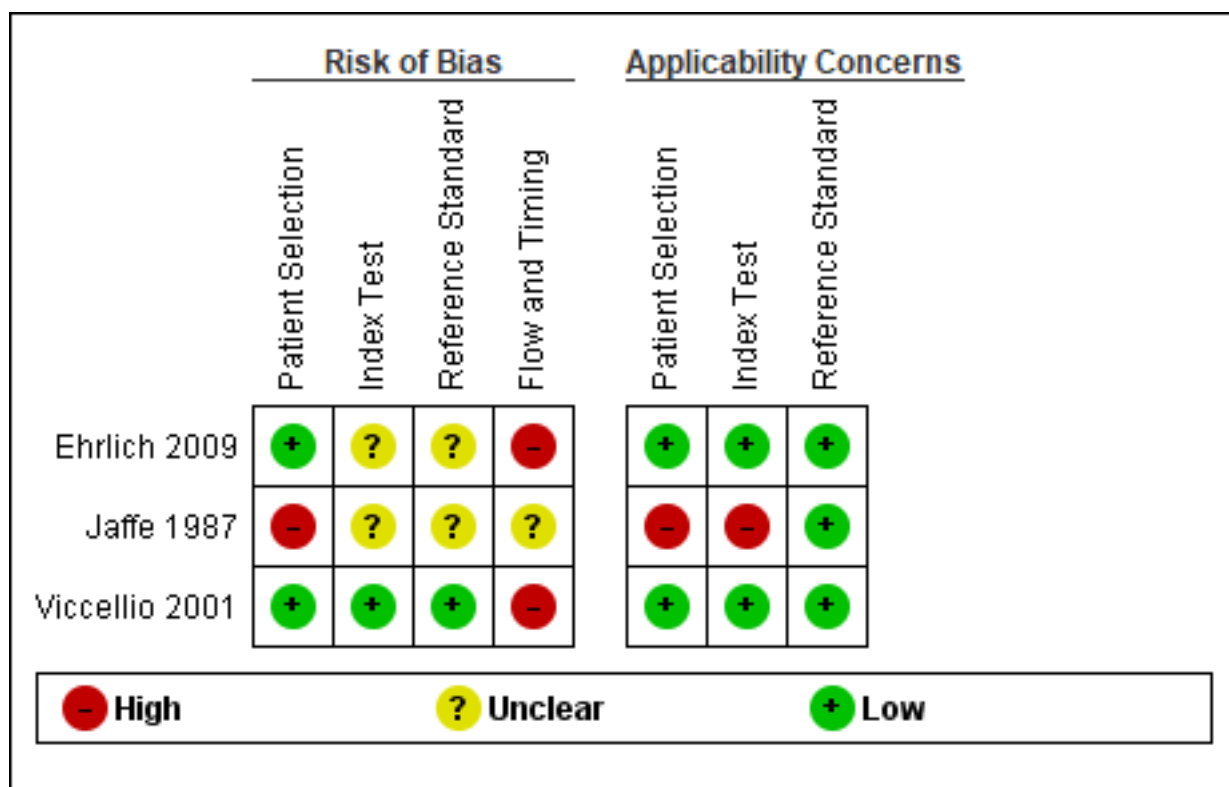 Risk of Bias Applicability Concerns
Patient Selection
Index Test
Reference Standard
Flow and Timing
Patient Selection
Index Test
Reference Standard
Ehrlich 2009 + ? ? – + + +
Jaffe 1987 – ? ? ? – – +
Viccellio 2001 + + + – + + +
– High ? Unclear + Low